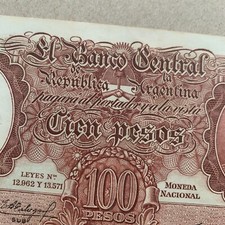 El Banco Central
de la
República Argentina
pagará al portador y a la vista
Cien pesos
LEYES Nos
12.962 Y 13.571
100
PESOS
MONEDA
NACIONAL